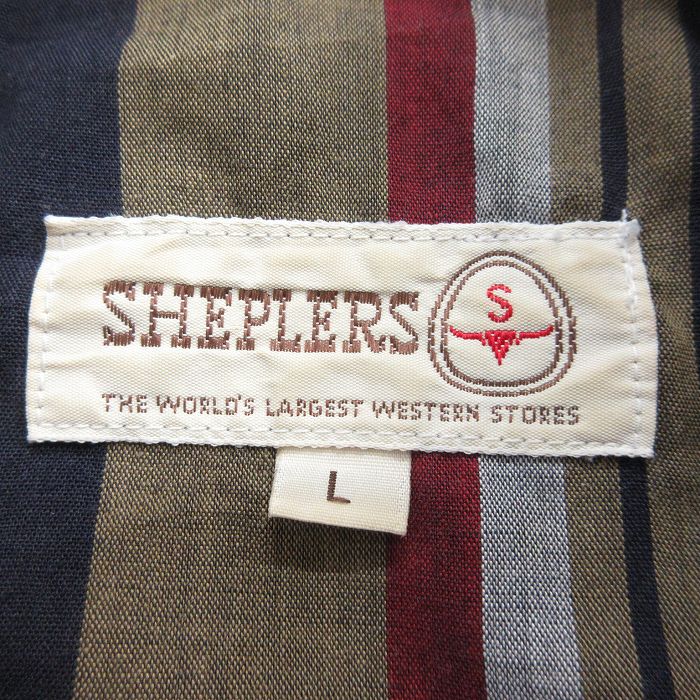 SHEPLERS
S
THE WORLD'S LARGEST WESTERN STORES
L